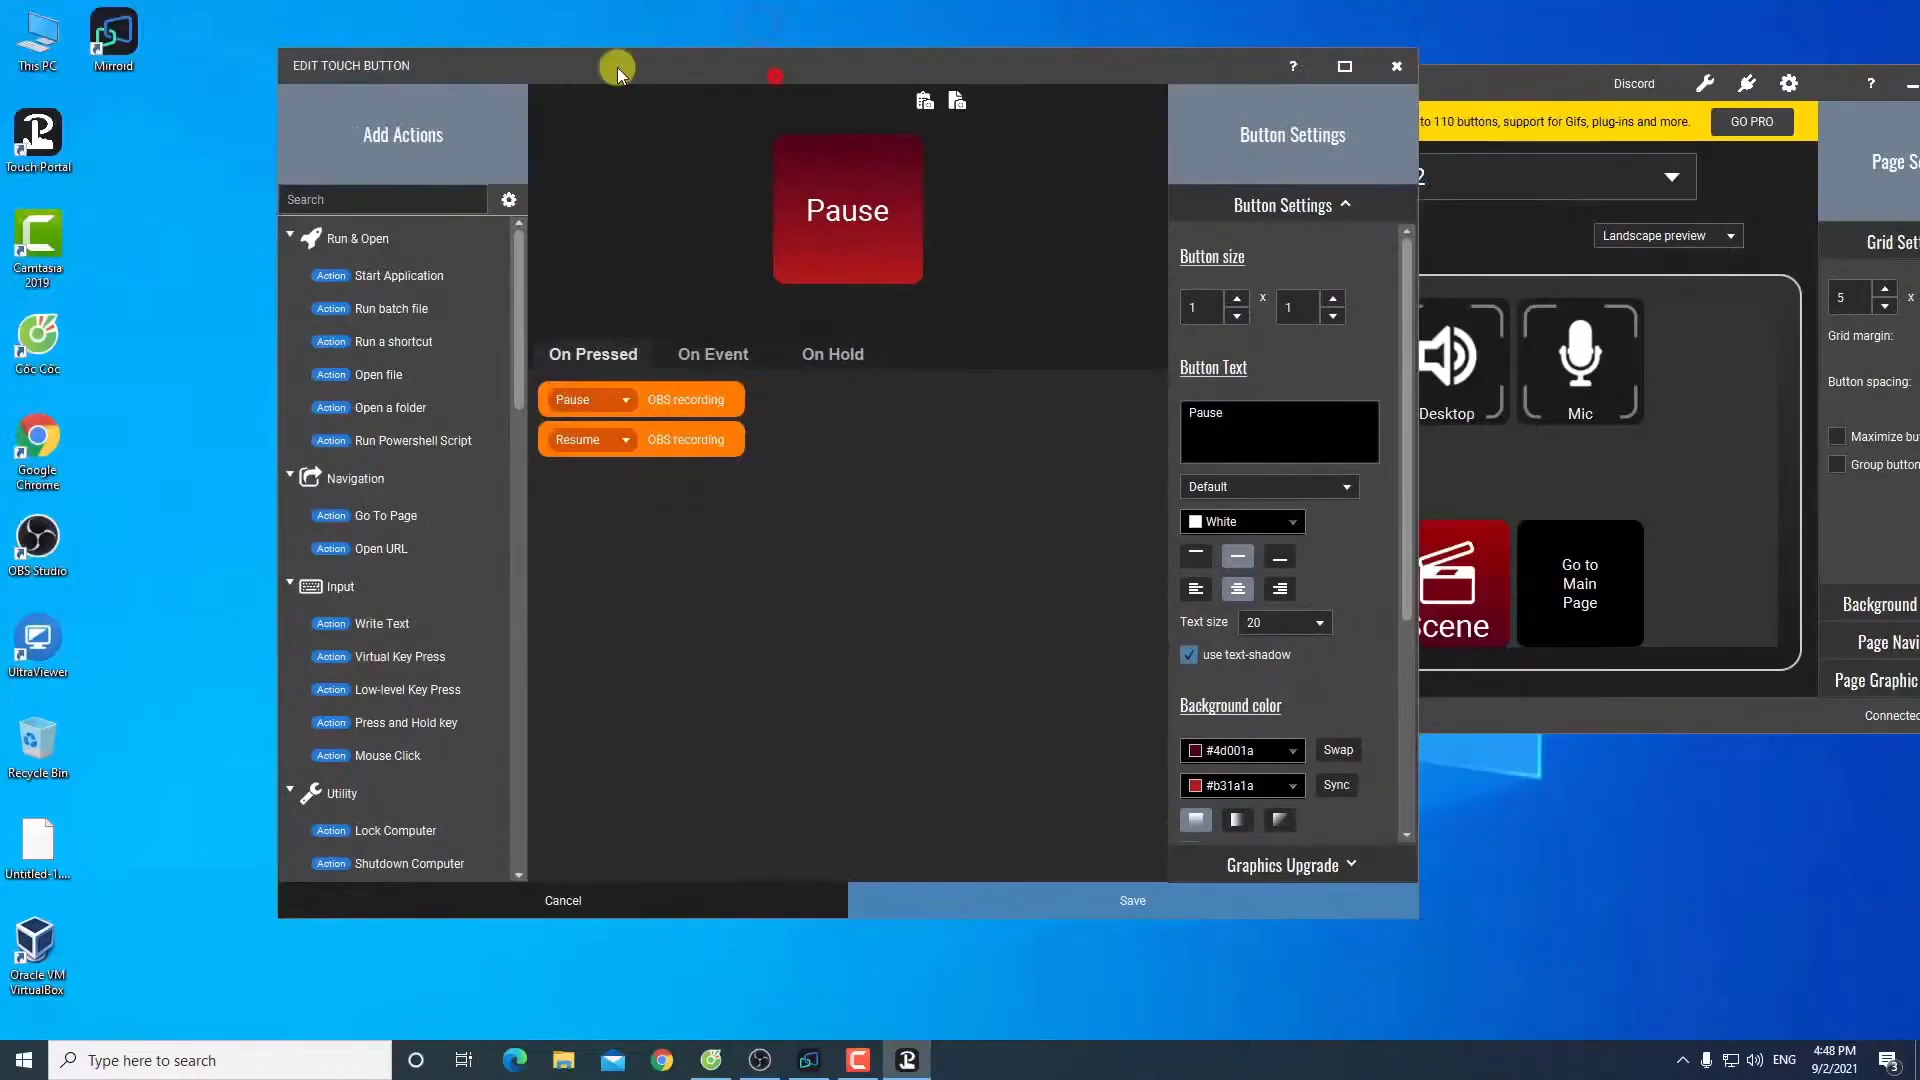 This PC
Mirroid
Touch Portal
Camtasia
2019
Cốc Cốc
Google
Chrome
OBS Studio
UltraViewer
Recycle Bin
Untitled-1....
Oracle VM
VirtualBox
EDIT TOUCH BUTTON
?
Add Actions
Search
Run & Open
Action Start Application
Action Run batch file
Action Run a shortcut
Action Open file
Action Open a folder
Action Run Powershell Script
Navigation
Action Go To Page
Action Open URL
Input
Action Write Text
Action Virtual Key Press
Action Low-level Key Press
Action Press and Hold key
Action Mouse Click
Utility
Action Lock Computer
Action Shutdown Computer
Pause
On Pressed On Event On Hold
Pause OBS recording
Resume OBS recording
Cancel
Save
Button Settings
Button Settings
Button size
1 x 1
Button Text
Pause
Default
White
Text size 20
use text-shadow
Background color
#4d001a Swap
#b31a1a Sync
Graphics Upgrade
Discord
?
to 110 buttons, support for Gifs, plug-ins and more. GO PRO
2
Landscape preview
Desktop
Mic
Scene
Go to
Main
Page
Page Se
Grid Set
5 x
Grid margin:
Button spacing:
Maximize bu
Group button
Background
Page Navi
Page Graphic
Connected
Type here to search
ENG
4:48 PM
9/2/2021
3